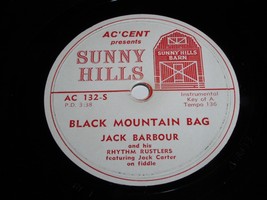 AC'CENT
presents
SUNNY
HILLS
SUNNY HILLS
BARN
AC 132-S
P.D. 3:38
Instrumental
Key of A
Tempo 130
BLACK MOUNTAIN BAG
JACK BARBOUR
and his
RHYTHM RUSTLERS
featuring Jack Carter
on fiddle